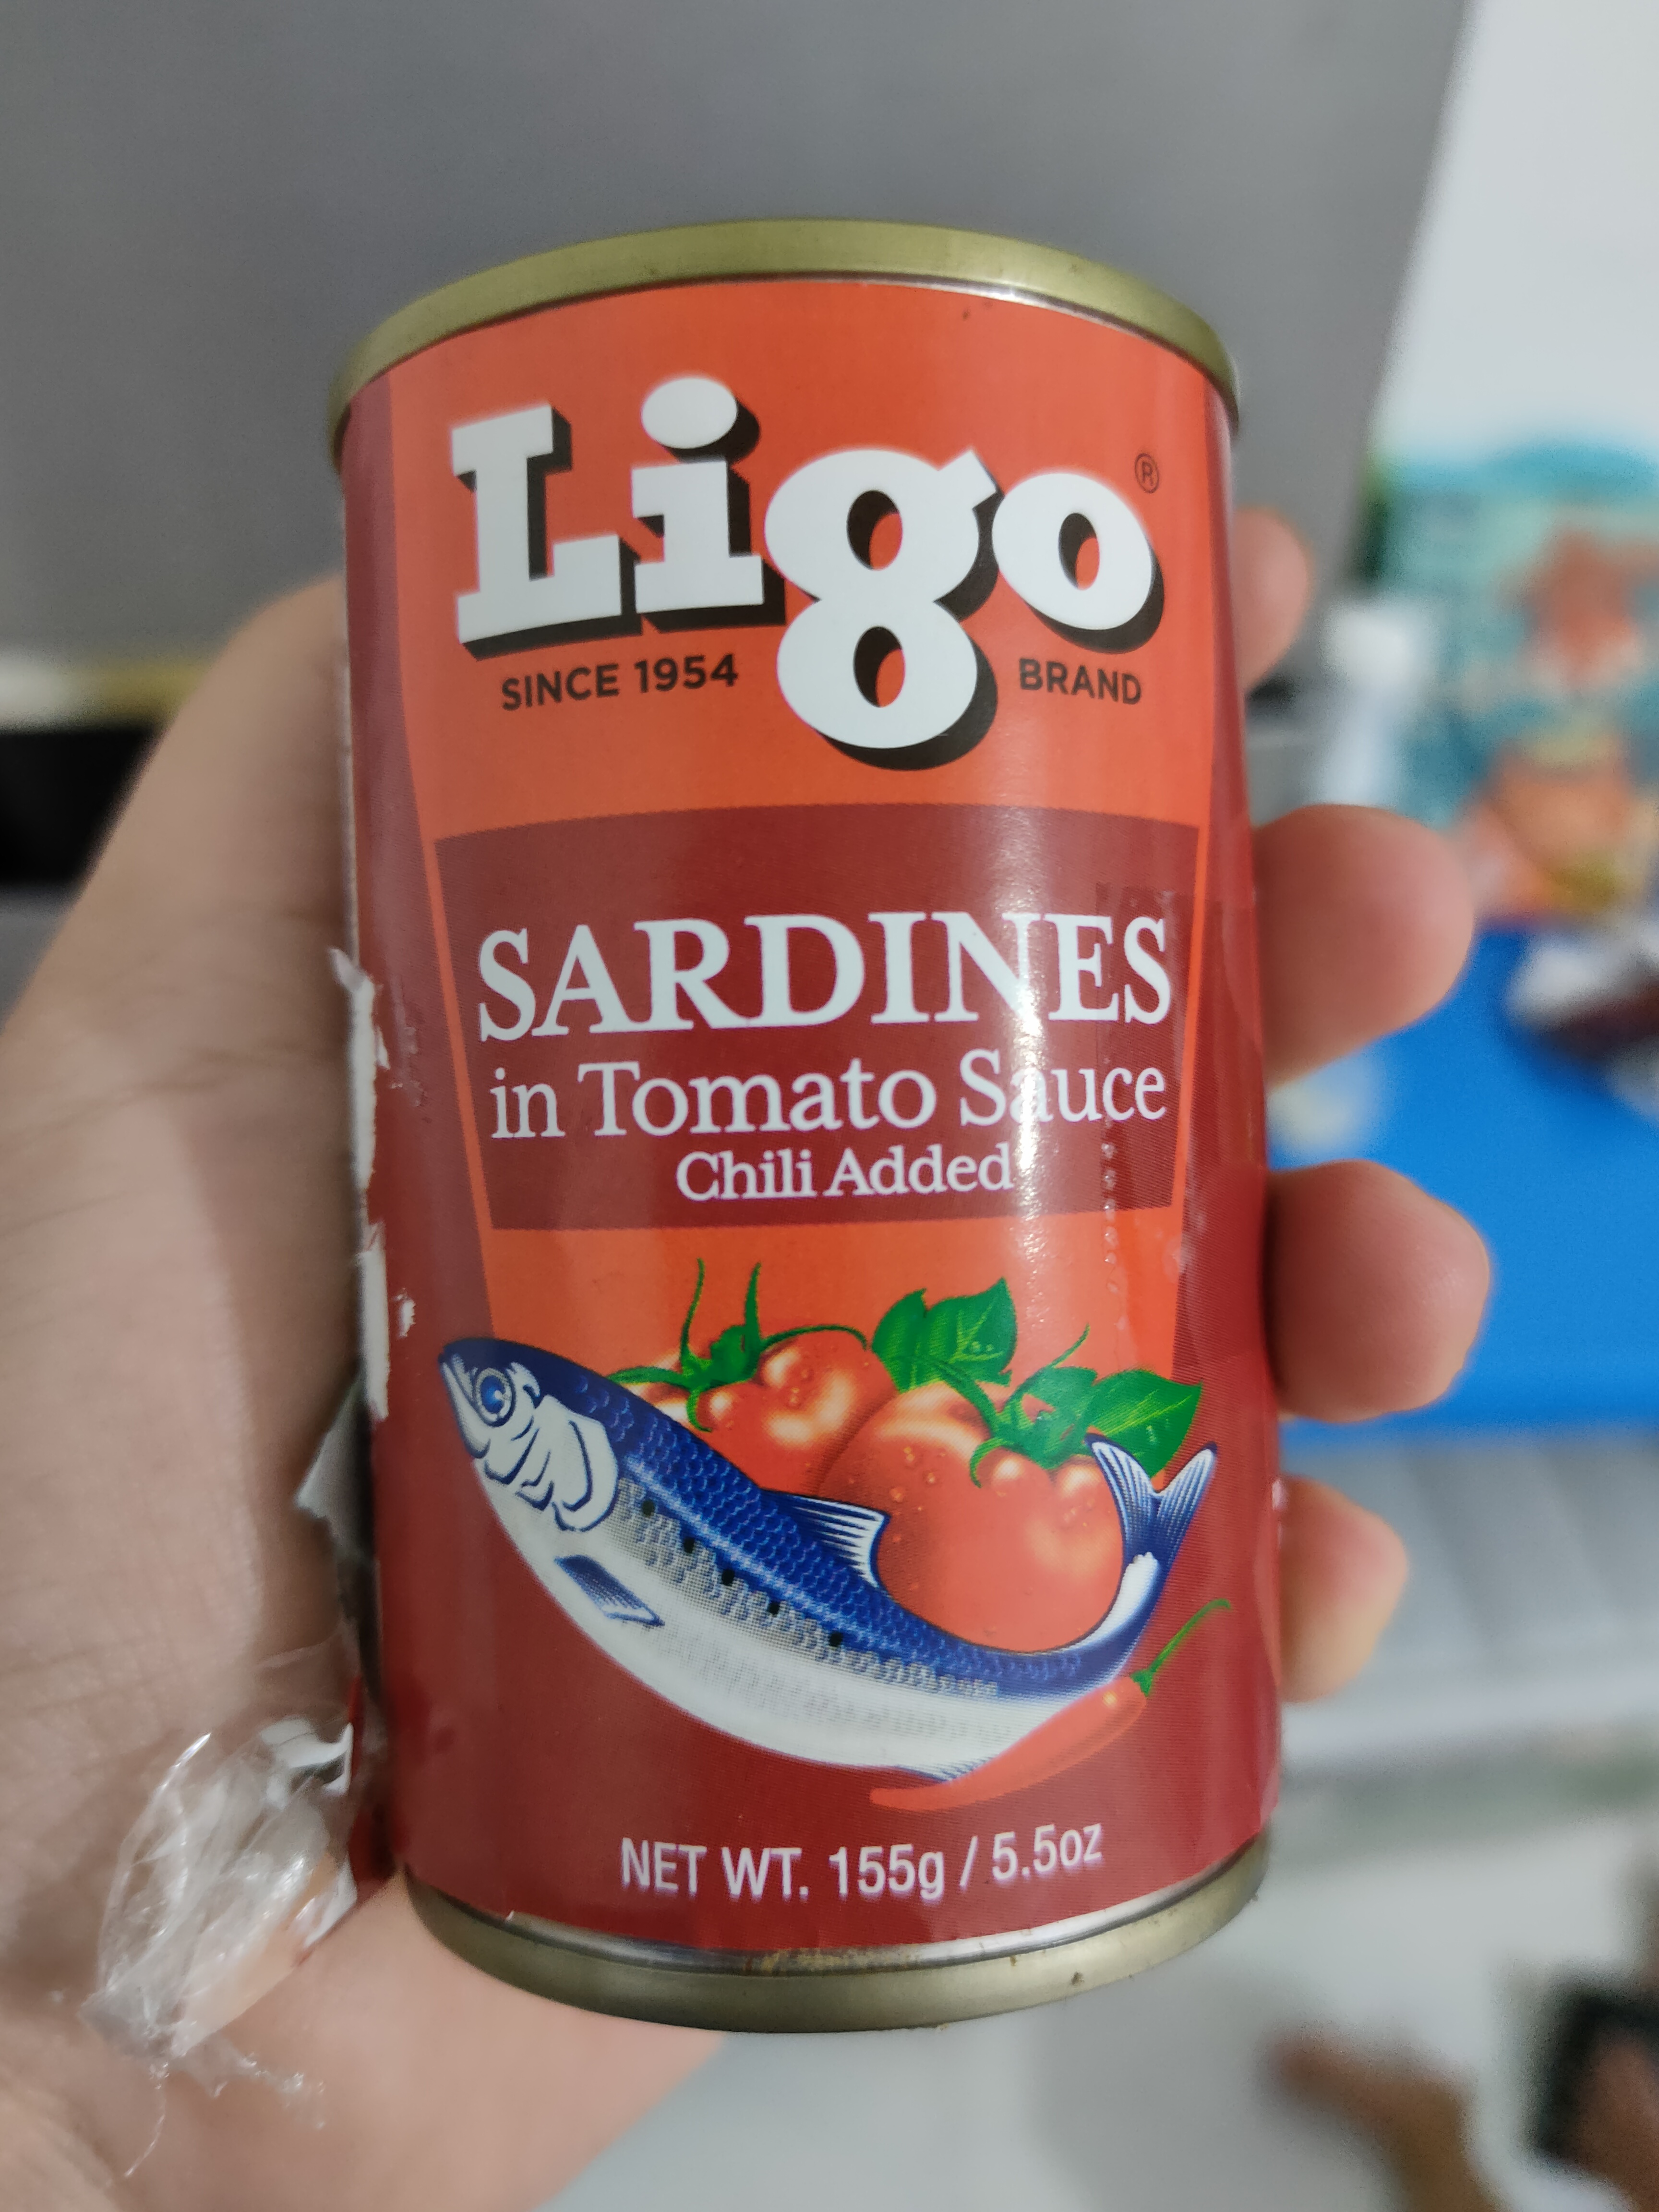 Ligo®
SINCE 1954 BRAND
SARDINES
in Tomato Sauce
Chili Added
NET WT. 155g / 5.5oz